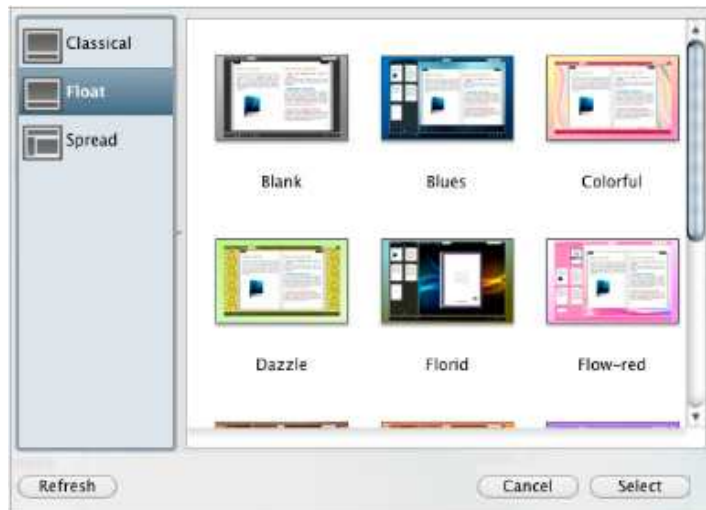 Classical
Float
Spread
Blank Blues Colorful
Dazzle Florid Flow-red
Refresh Cancel Select